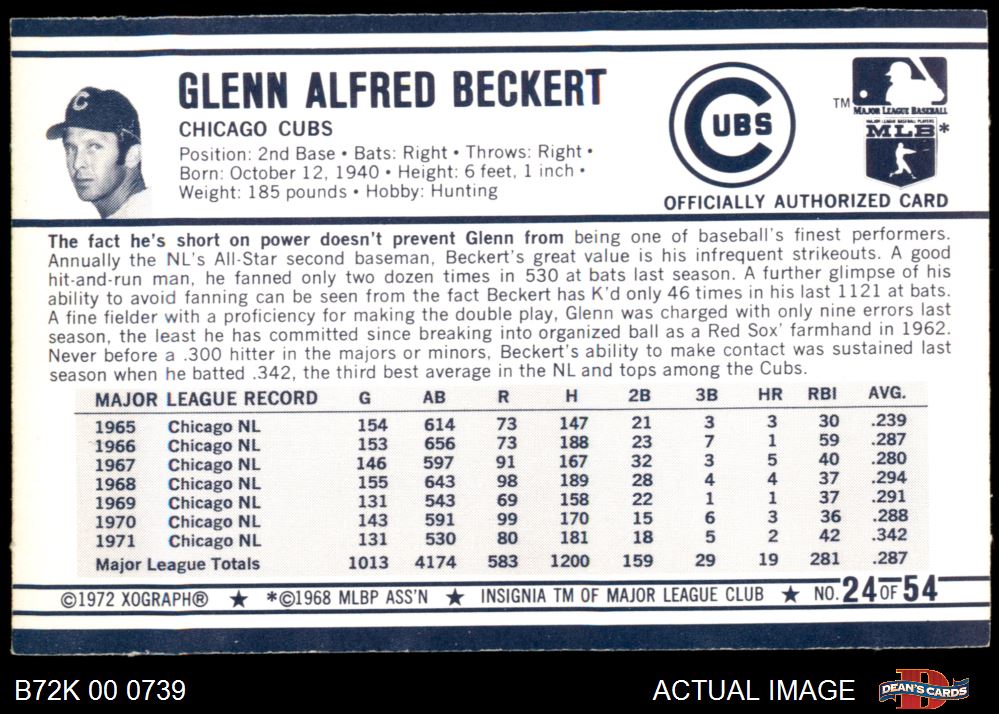 GLENN ALFRED BECKERT
CHICAGO CUBS
Position: 2nd Base • Bats: Right • Throws: Right •
Born: October 12, 1940 • Height: 6 feet, 1 inch •
Weight: 185 pounds • Hobby: Hunting
C
CUBS
TM
MAJOR LEAGUE BASEBALL
MAJOR LEAGUE BASEBALL PLAYERS
MLB*
OFFICIALLY AUTHORIZED CARD
The fact he's short on power doesn't prevent Glenn from being one of baseball's finest performers.
Annually the NL's All-Star second baseman, Beckert's great value is his infrequent strikeouts. A good
hit-and-run man, he fanned only two dozen times in 530 at bats last season. A further glimpse of his
ability to avoid fanning can be seen from the fact Beckert has K'd only 46 times in his last 1121 at bats.
A fine fielder with a proficiency for making the double play, Glenn was charged with only nine errors last
season, the least he has committed since breaking into organized ball as a Red Sox' farmhand in 1962.
Never before a .300 hitter in the majors or minors, Beckert's ability to make contact was sustained last
season when he batted .342, the third best average in the NL and tops among the Cubs.
MAJOR LEAGUE RECORD G AB R H 2B 3B HR RBI AVG.
1965 Chicago NL 154 614 73 147 21 3 3 30 .239
1966 Chicago NL 153 656 73 188 23 7 1 59 .287
1967 Chicago NL 146 597 91 167 32 3 5 40 .280
1968 Chicago NL 155 643 98 189 28 4 4 37 .294
1969 Chicago NL 131 543 69 158 22 1 1 37 .291
1970 Chicago NL 143 591 99 170 15 6 3 36 .288
1971 Chicago NL 131 530 80 181 18 5 2 42 .342
Major League Totals 1013 4174 583 1200 159 29 19 281 .287
©1972 XOGRAPH® ★ *©1968 MLBP ASS'N ★ INSIGNIA TM OF MAJOR LEAGUE CLUB ★ NO. 24 OF 54
B72K 00 0739
ACTUAL IMAGE
D
DEAN'S CARDS